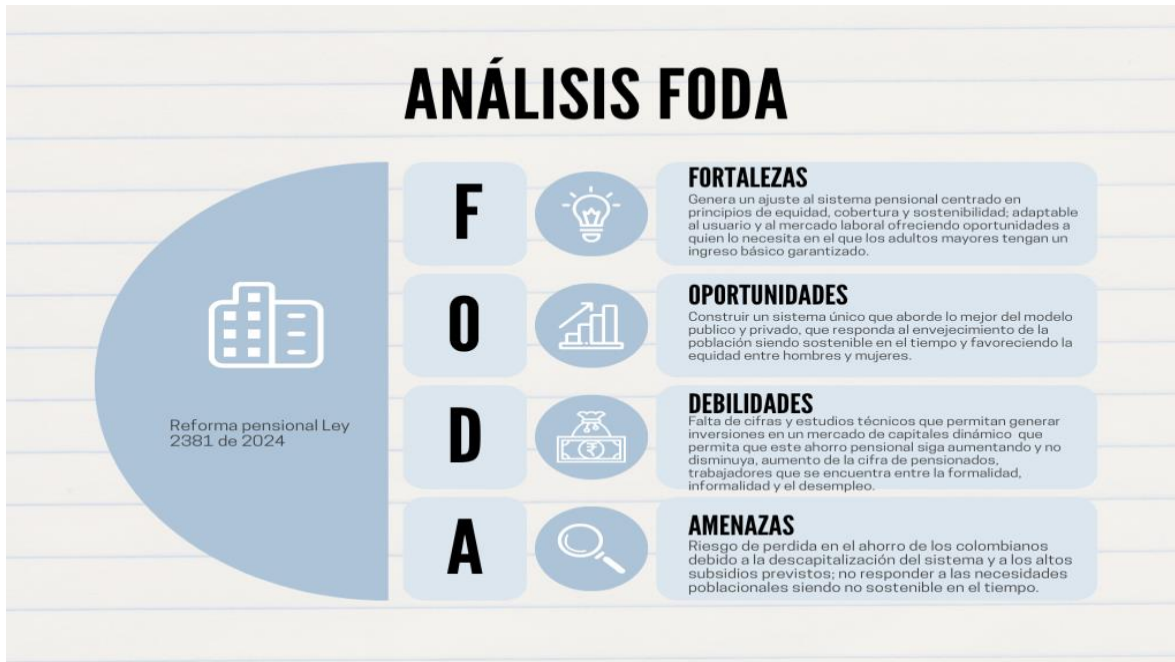 ANÁLISIS FODA
Reforma pensional Ley
2381 de 2024
F
FORTALEZAS
Genera un ajuste al sistema pensional centrado en
principios de equidad, cobertura y sostenibilidad; adaptable
al usuario y al mercado laboral ofreciendo oportunidades a
quien lo necesita en el que los adultos mayores tengan un
ingreso básico garantizado.
O
OPORTUNIDADES
Construir un sistema único que aborde lo mejor del modelo
publico y privado, que responda al envejecimiento de la
población siendo sostenible en el tiempo y favoreciendo la
equidad entre hombres y mujeres.
D
₹
DEBILIDADES
Falta de cifras y estudios técnicos que permitan generar
inversiones en un mercado de capitales dinámico que
permita que este ahorro pensional siga aumentando y no
disminuya, aumento de la cifra de pensionados,
trabajadores que se encuentra entre la formalidad,
informalidad y el desempleo.
A
AMENAZAS
Riesgo de perdida en el ahorro de los colombianos
debido a la descapitalización del sistema y a los altos
subsidios previstos; no responder a las necesidades
poblacionales siendo no sostenible en el tiempo.